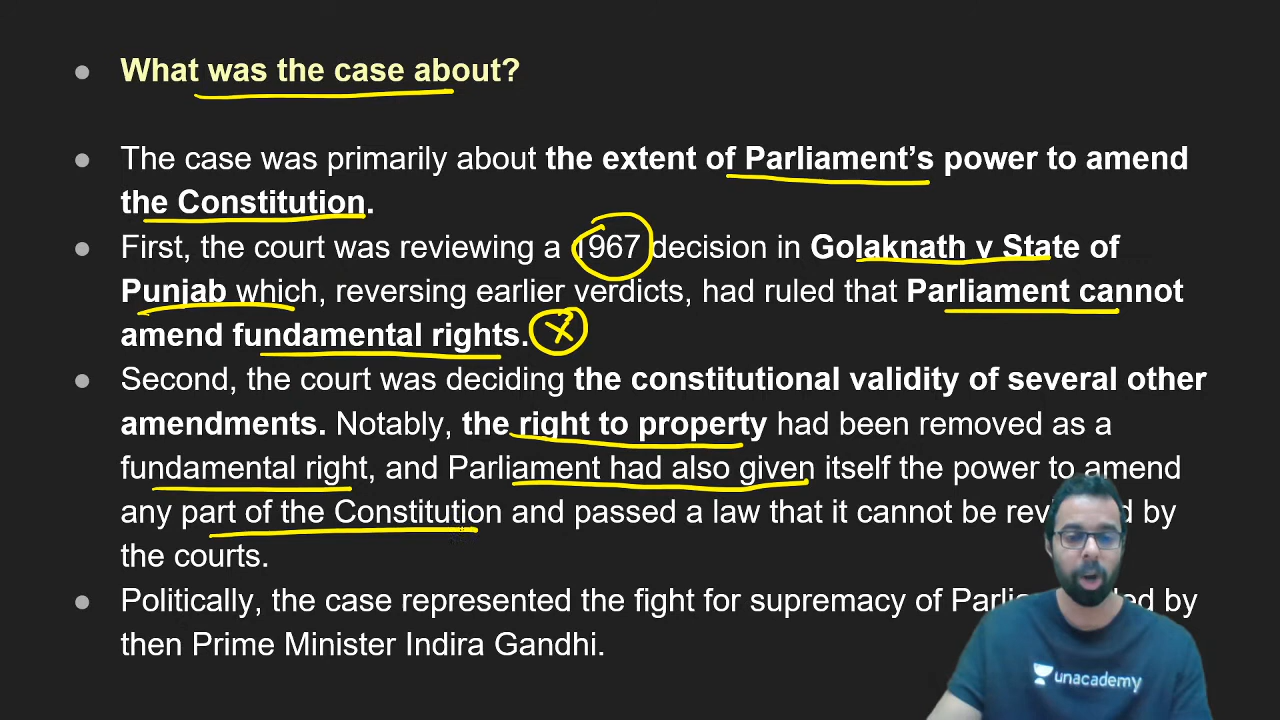 What was the case about?
The case was primarily about the extent of Parliament's power to amend
the Constitution.
First, the court was reviewing a 1967 decision in Golaknath v State of
Punjab which, reversing earlier verdicts, had ruled that Parliament cannot
amend fundamental rights.
Second, the court was deciding the constitutional validity of several other
amendments. Notably, the right to property had been removed as a
fundamental right, and Parliament had also given itself the power to amend
any part of the Constitution and passed a law that it cannot be by
the courts.
Politically, the case represented the fight for supremacy of by
then Prime Minister Indira Gandhi.
unacademy